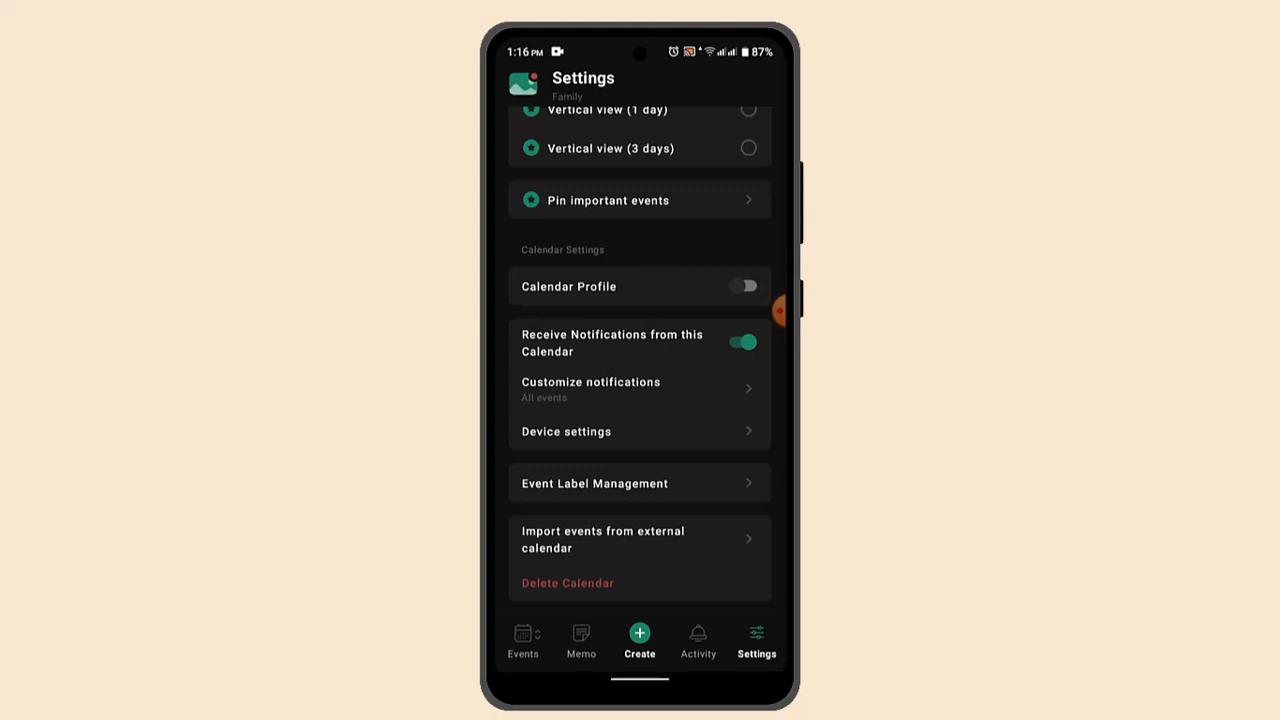 1:16 PM
87%
Settings
Family
Vertical view (1 day)
Vertical view (3 days)
Pin important events
Calendar Settings
Calendar Profile
Receive Notifications from this
Calendar
Customize notifications
All events
Device settings
Event Label Management
Import events from external
calendar
Delete Calendar
Events
Memo
Create
Activity
Settings